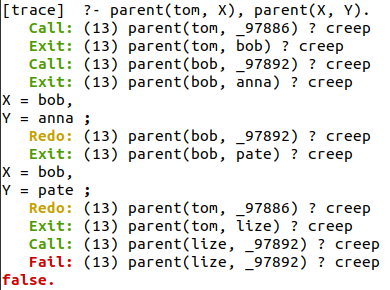 [trace]  ?- parent(tom, X), parent(X, Y).
   Call: (13) parent(tom, _97886) ? creep
   Exit: (13) parent(tom, bob) ? creep
   Call: (13) parent(bob, _97892) ? creep
   Exit: (13) parent(bob, anna) ? creep
X = bob,
Y = anna ;
   Redo: (13) parent(bob, _97892) ? creep
   Exit: (13) parent(bob, pate) ? creep
X = bob,
Y = pate ;
   Redo: (13) parent(tom, _97886) ? creep
   Exit: (13) parent(tom, lize) ? creep
   Call: (13) parent(lize, _97892) ? creep
   Fail: (13) parent(lize, _97892) ? creep
false.